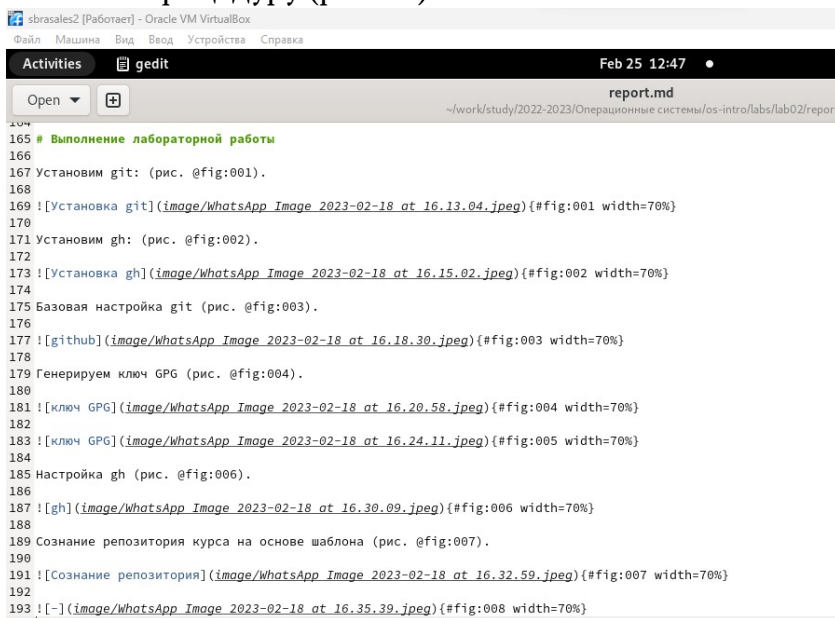 sbrasales2 [Работает] - Oracle VM VirtualBox
Файл Машина Вид Ввод Устройства Справка
Activities gedit Feb 25 12:47
Open report.md
~/work/study/2022-2023/Операционные системы/os-intro/labs/lab02/repor
165 # Выполнение лабораторной работы
166
167 Установим git: (рис. @fig:001).
168
169 ![Установка git](image/WhatsApp Image 2023-02-18 at 16.13.04.jpeg){#fig:001 width=70%}
170
171 Установим gh: (рис. @fig:002).
172
173 ![Установка gh](image/WhatsApp Image 2023-02-18 at 16.15.02.jpeg){#fig:002 width=70%}
174
175 Базовая настройка git (рис. @fig:003).
176
177 ![github](image/WhatsApp Image 2023-02-18 at 16.18.30.jpeg){#fig:003 width=70%}
178
179 Генерируем ключ GPG (рис. @fig:004).
180
181 ![ключ GPG](image/WhatsApp Image 2023-02-18 at 16.20.58.jpeg){#fig:004 width=70%}
182
183 ![ключ GPG](image/WhatsApp Image 2023-02-18 at 16.24.11.jpeg){#fig:005 width=70%}
184
185 Настройка gh (рис. @fig:006).
186
187 ![gh](image/WhatsApp Image 2023-02-18 at 16.30.09.jpeg){#fig:006 width=70%}
188
189 Сознание репозитория курса на основе шаблона (рис. @fig:007).
190
191 ![Сознание репозитория](image/WhatsApp Image 2023-02-18 at 16.32.59.jpeg){#fig:007 width=70%}
192
193 ![-](image/WhatsApp Image 2023-02-18 at 16.35.39.jpeg){#fig:008 width=70%}